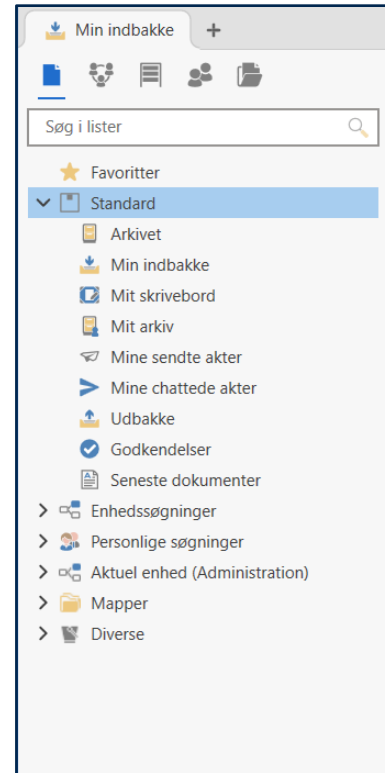 Min indbakke
Søg i lister
Favoritter
Standard
Arkivet
Min indbakke
Mit skrivebord
Mit arkiv
Mine sendte akter
Mine chattede akter
Udbakke
Godkendelser
Seneste dokumenter
Enhedssøgninger
Personlige søgninger
Aktuel enhed (Administration)
Mapper
Diverse